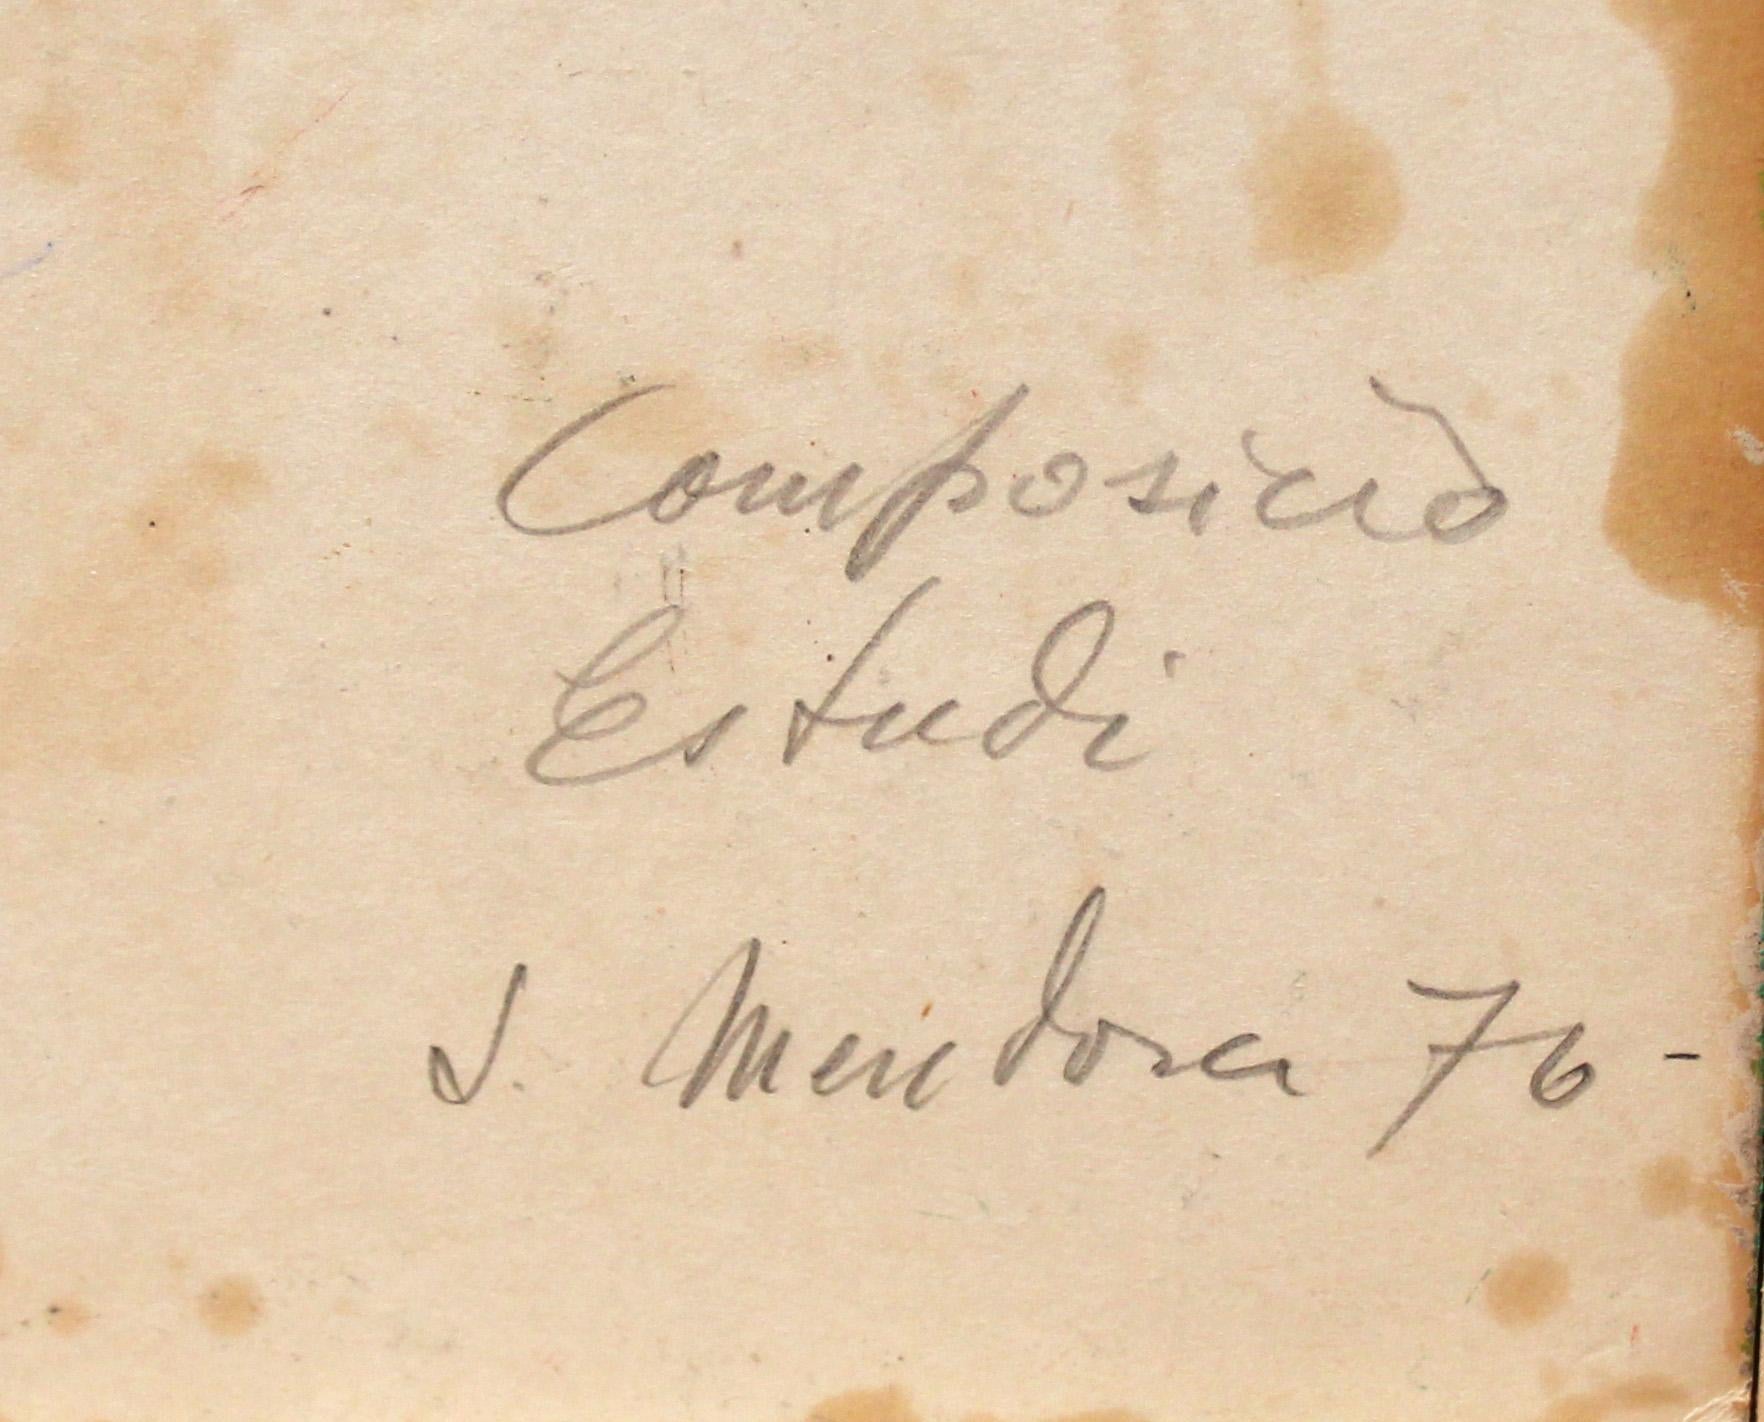 Composició
Estudi
J. Mendoza 76-